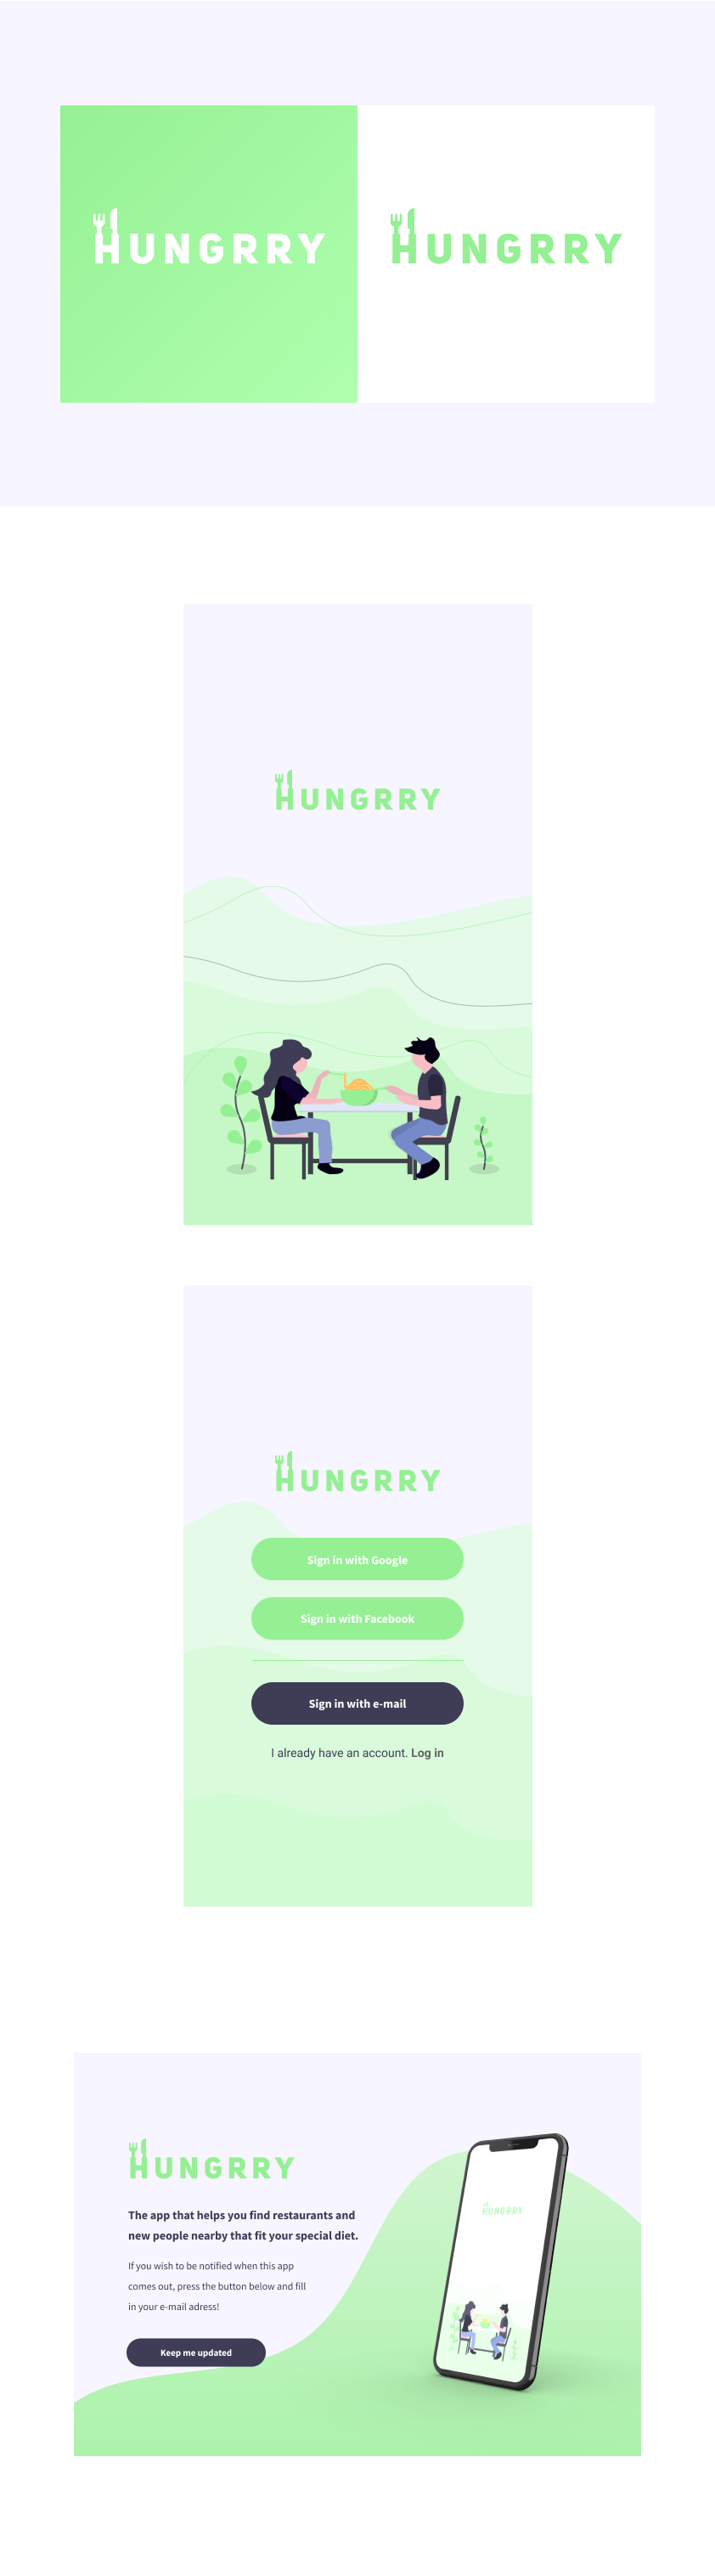 HUNGRRY
HUNGRRY
HUNGRRY
HUNGRRY
Sign in with Google
Sign in with Facebook
Sign in with e-mail
I already have an account. Log in
HUNGRRY
The app that helps you find restaurants and
new people nearby that fit your special diet.
If you wish to be notified when this app
comes out, press the button below and fill
in your e-mail adress!
Keep me updated
HUNGRRY